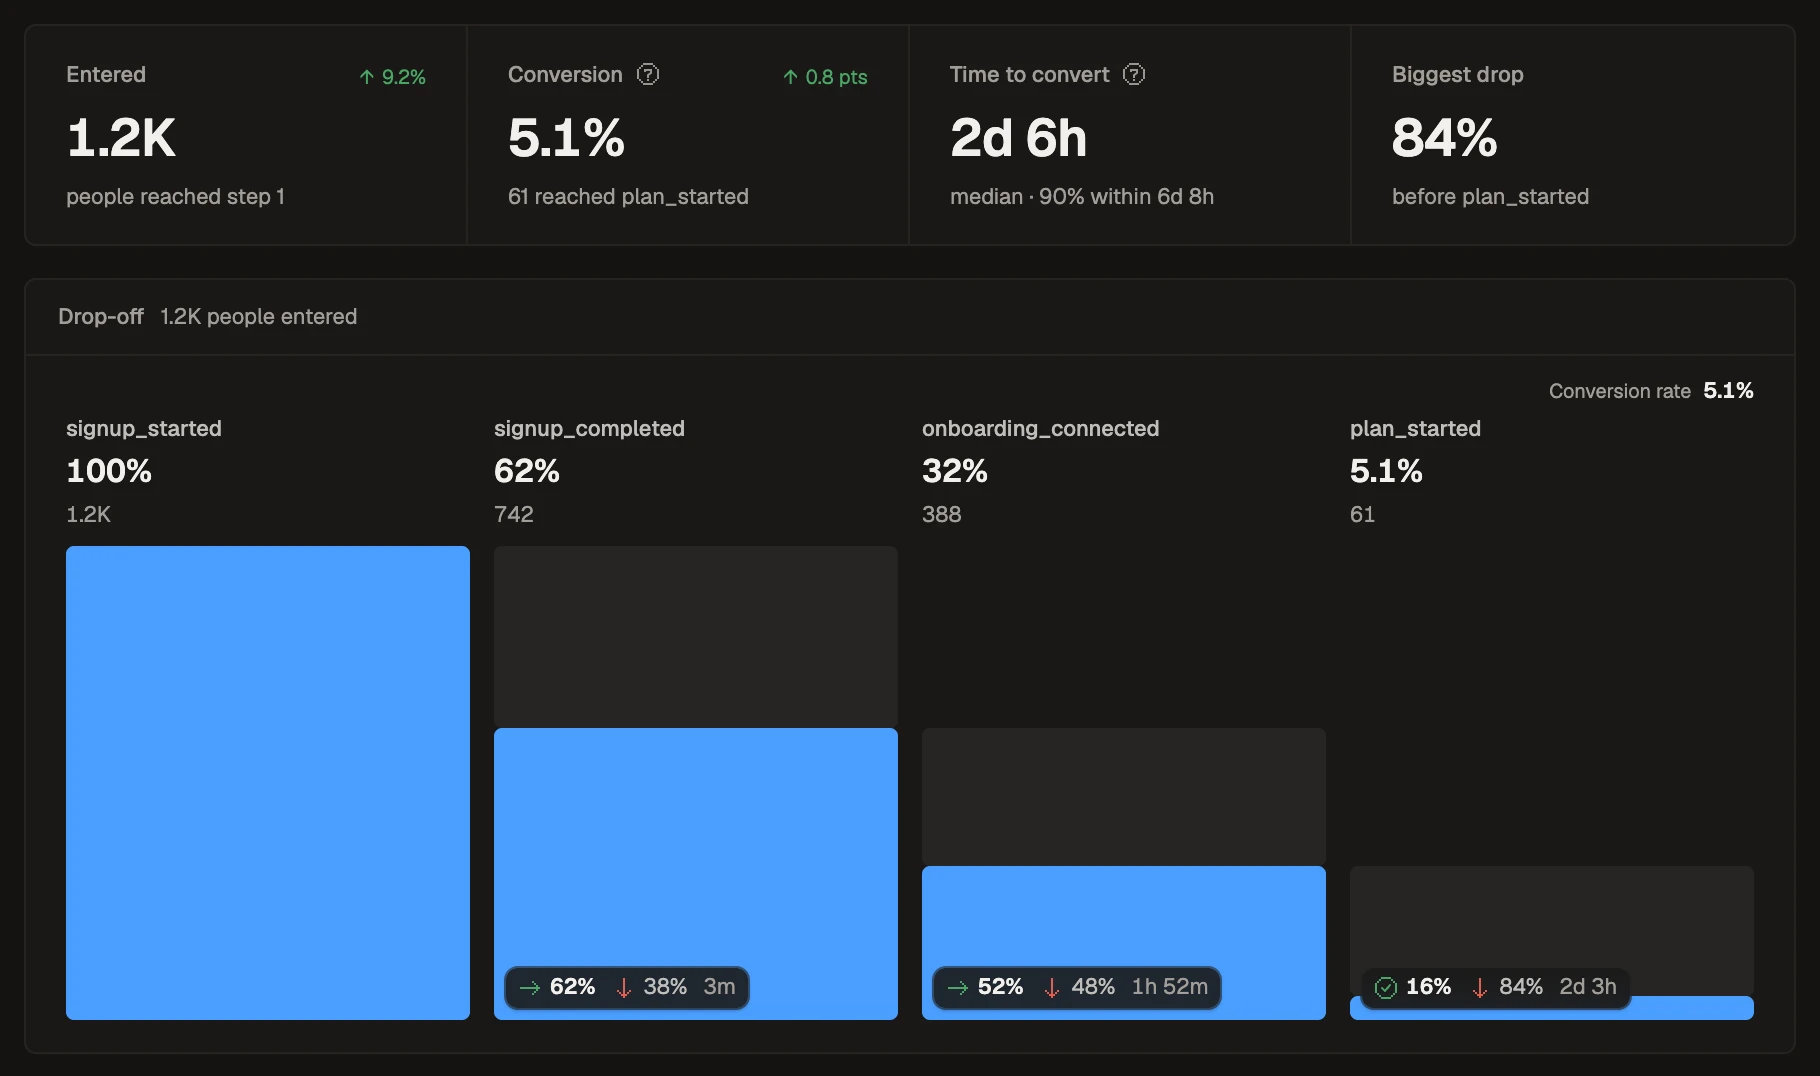 Entered
↑ 9.2%
1.2K
people reached step 1
Conversion ?
↑ 0.8 pts
5.1%
61 reached plan_started
Time to convert ?
2d 6h
median · 90% within 6d 8h
Biggest drop
84%
before plan_started
Drop-off 1.2K people entered
Conversion rate 5.1%
signup_started
100%
1.2K
signup_completed
62%
742
→ 62% ↓ 38% 3m
onboarding_connected
32%
388
→ 52% ↓ 48% 1h 52m
plan_started
5.1%
61
16% ↓ 84% 2d 3h